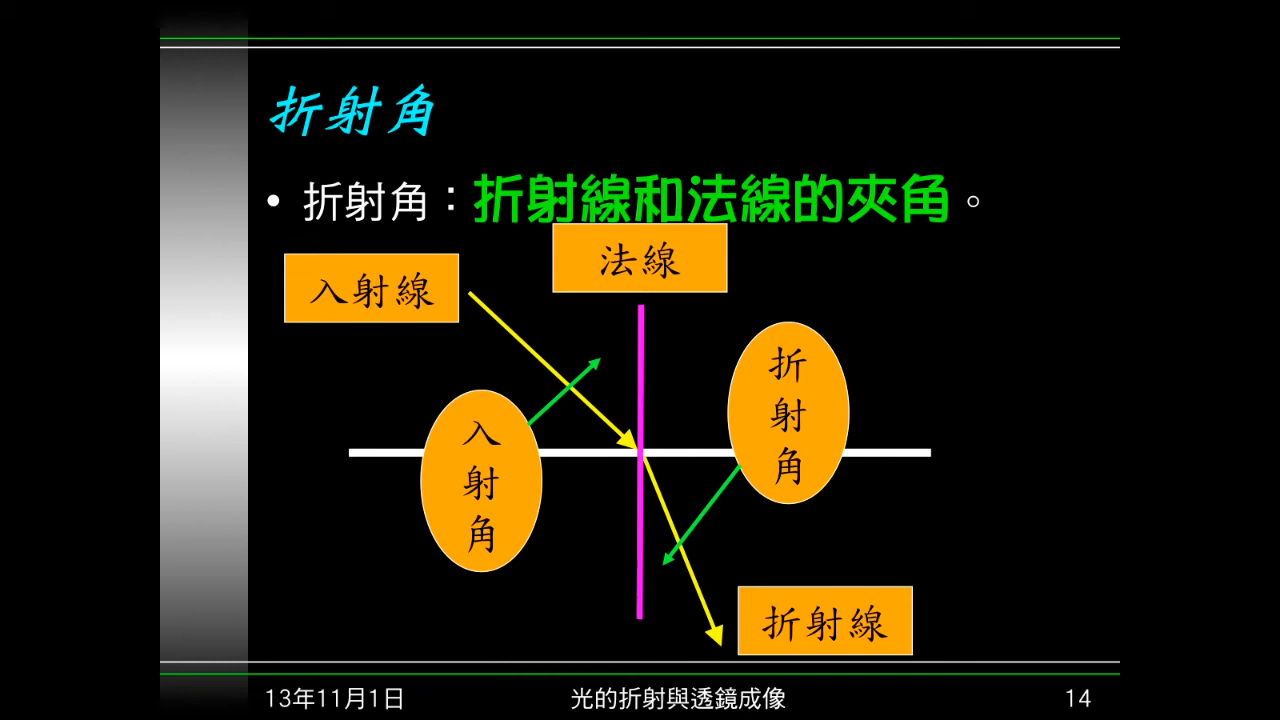 折射角
• 折射角：折射線和法線的夾角。
法線
入射線
折射角
入射角
折射線
13年11月1日
光的折射與透鏡成像
14